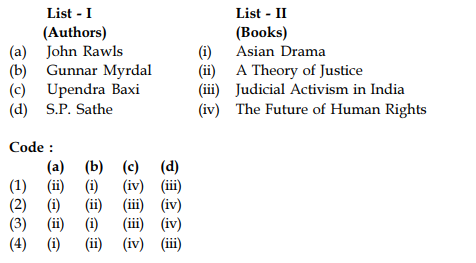 List - I List - II
(Authors) (Books)
(a) John Rawls (i) Asian Drama
(b) Gunnar Myrdal (ii) A Theory of Justice
(c) Upendra Baxi (iii) Judicial Activism in India
(d) S.P. Sathe (iv) The Future of Human Rights
Code :
(a) (b) (c) (d)
(1) (ii) (i) (iv) (iii)
(2) (i) (ii) (iii) (iv)
(3) (ii) (i) (iii) (iv)
(4) (i) (ii) (iv) (iii)